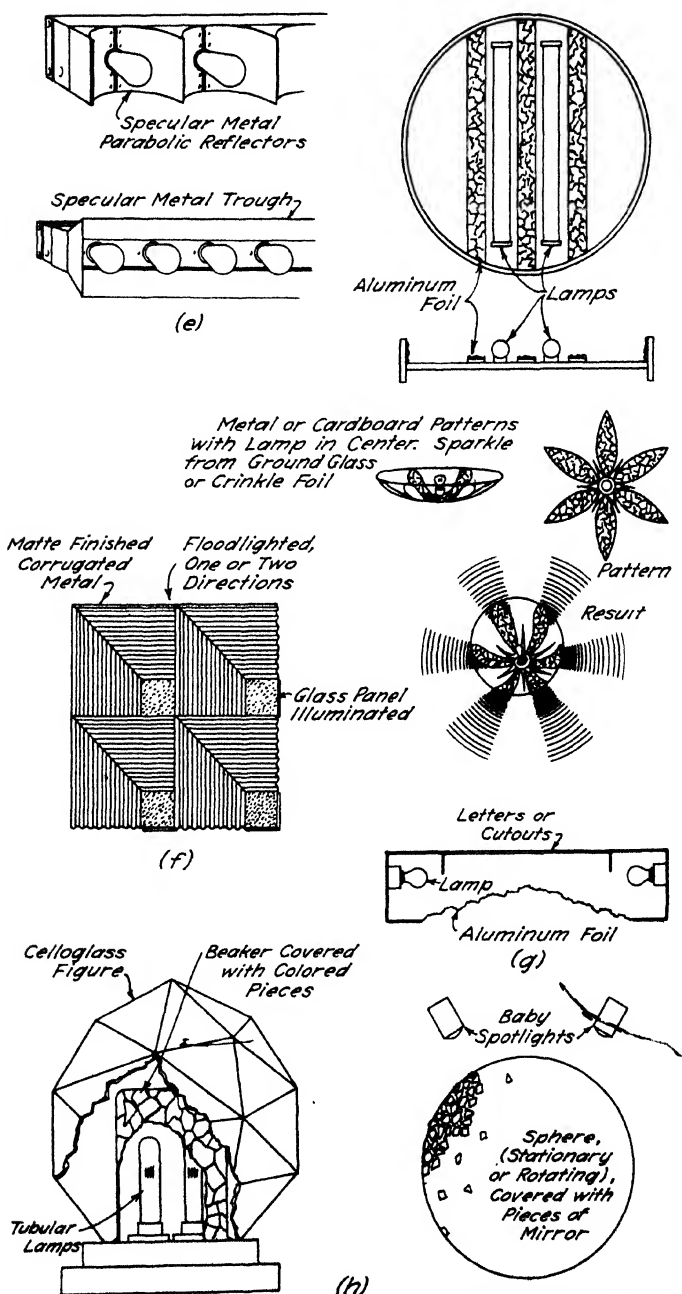 Specular Metal
Parabolic Reflectors
Specular Metal Trough
(e)
Aluminum
Foil
Lamps
Metal or Cardboard Patterns
with Lamp in Center. Sparkle
from Ground Glass
or Crinkle Foil
Pattern
Result
Matte Finished
Corrugated
Metal
Floodlighted,
One or Two
Directions
Glass Panel
Illuminated
(f)
Letters or
Cutouts
Lamp
Aluminum Foil
(g)
Celloglass
Figure
Beaker Covered
with Colored
Pieces
Tubular
Lamps
Baby
Spotlights
Sphere,
(Stationary
or Rotating),
Covered with
Pieces of
Mirror
(h)